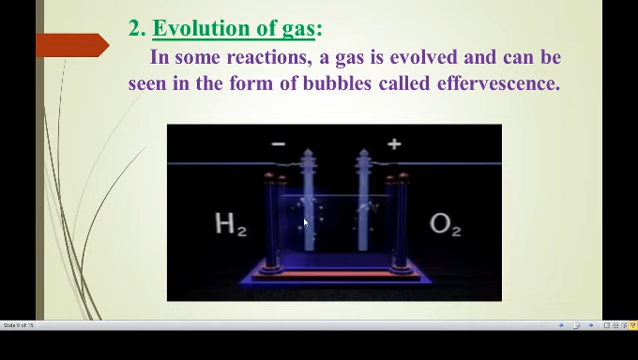 2. Evolution of gas:
In some reactions, a gas is evolved and can be
seen in the form of bubbles called effervescence.
- +
H2 O2
Slide 9 of 15